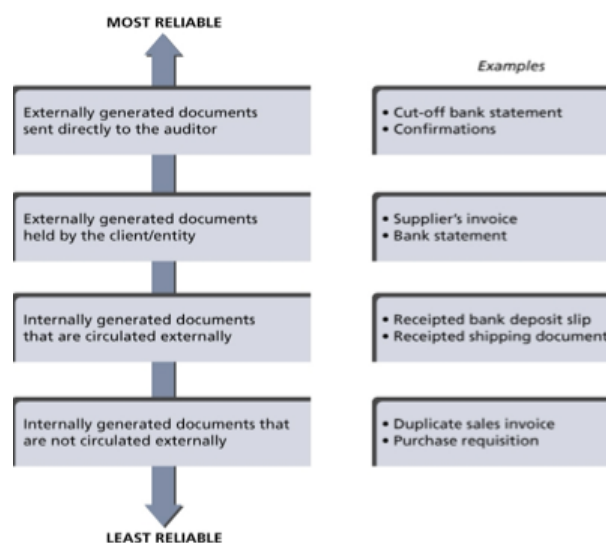 MOST RELIABLE
Examples
Externally generated documents
sent directly to the auditor
• Cut-off bank statement
• Confirmations
Externally generated documents
held by the client/entity
• Supplier's invoice
• Bank statement
Internally generated documents
that are circulated externally
• Receipted bank deposit slip
• Receipted shipping document
Internally generated documents that
are not circulated externally
• Duplicate sales invoice
• Purchase requisition
LEAST RELIABLE